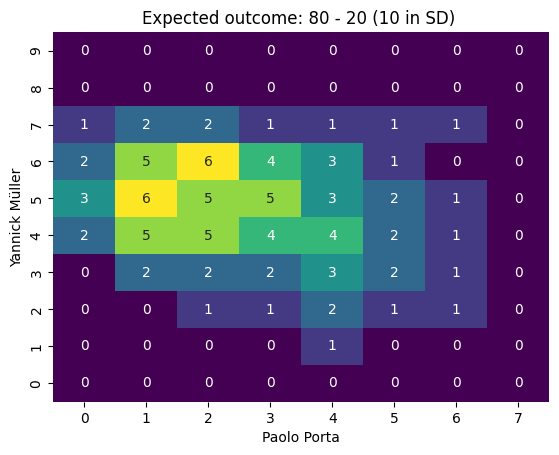 Expected outcome: 80 - 20 (10 in SD)
Yannick Müller
9 0 0 0 0 0 0 0 0
8 0 0 0 0 0 0 0 0
7 1 2 2 1 1 1 1 0
6 2 5 6 4 3 1 0 0
5 3 6 5 5 3 2 1 0
4 2 5 5 4 4 2 1 0
3 0 2 2 2 3 2 1 0
2 0 0 1 1 2 1 1 0
1 0 0 0 0 1 0 0 0
0 0 0 0 0 0 0 0 0
0 1 2 3 4 5 6 7
Paolo Porta